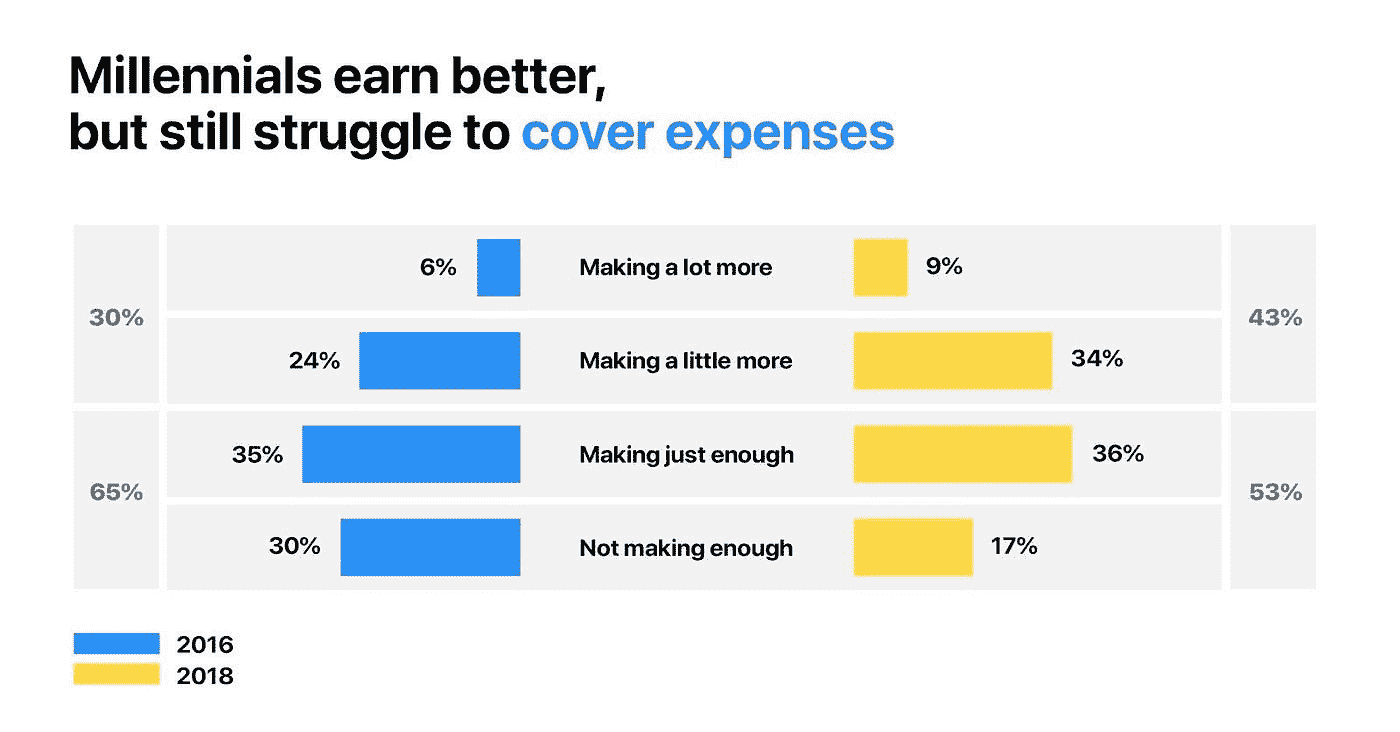 Millennials earn better,
but still struggle to cover expenses
30%
6% Making a lot more 9%
43%
24% Making a little more 34%
65%
35% Making just enough 36%
53%
30% Not making enough 17%
2016
2018